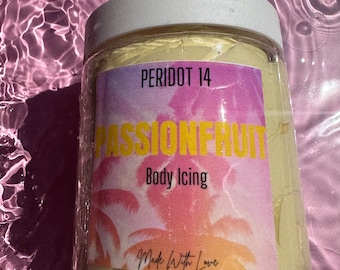 PERIDOT 14
PASSIONFRUIT
Body Icing
Made With Love